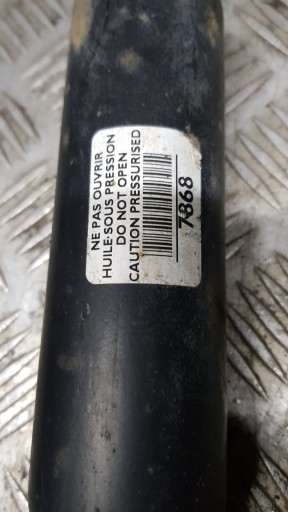 NE PAS OUVRIR
HUILE SOUS PRESSION
DO NOT OPEN
CAUTION PRESSURISED
7868